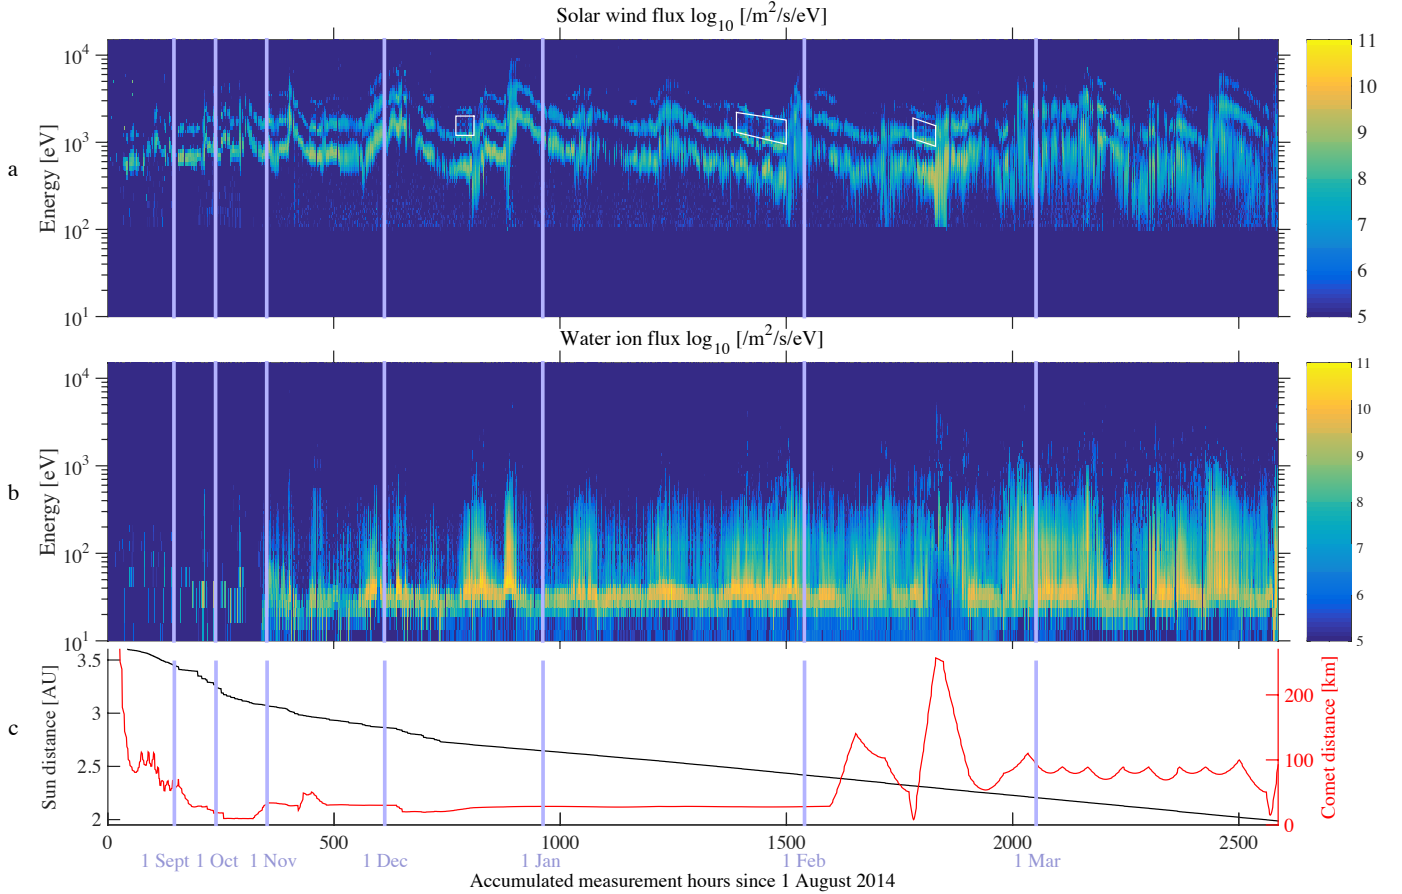 Solar wind flux log10 [/m2/s/eV]
a
Energy [eV]
10^4
10^3
10^2
10^1
11
10
9
8
7
6
5
Water ion flux log10 [/m2/s/eV]
b
Energy [eV]
10^4
10^3
10^2
10^1
11
10
9
8
7
6
5
c
Sun distance [AU]
3.5
3
2.5
2
200
100
0
Comet distance [km]
0 500 1000 1500 2000 2500
1 Sept 1 Oct 1 Nov 1 Dec 1 Jan 1 Feb 1 Mar
Accumulated measurement hours since 1 August 2014